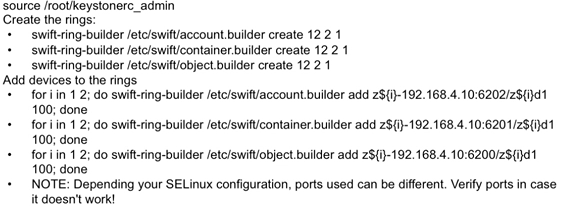 source /root/keystonerc_admin
Create the rings:
• swift-ring-builder /etc/swift/account.builder create 12 2 1
• swift-ring-builder /etc/swift/container.builder create 12 2 1
• swift-ring-builder /etc/swift/object.builder create 12 2 1
Add devices to the rings
• for i in 1 2; do swift-ring-builder /etc/swift/account.builder add z${i}-192.168.4.10:6202/z${i}d1
100; done
• for i in 1 2; do swift-ring-builder /etc/swift/container.builder add z${i}-192.168.4.10:6201/z${i}d1
100; done
• for i in 1 2; do swift-ring-builder /etc/swift/object.builder add z${i}-192.168.4.10:6200/z${i}d1
100; done
• NOTE: Depending your SELinux configuration, ports used can be different. Verify ports in case
it doesn't work!